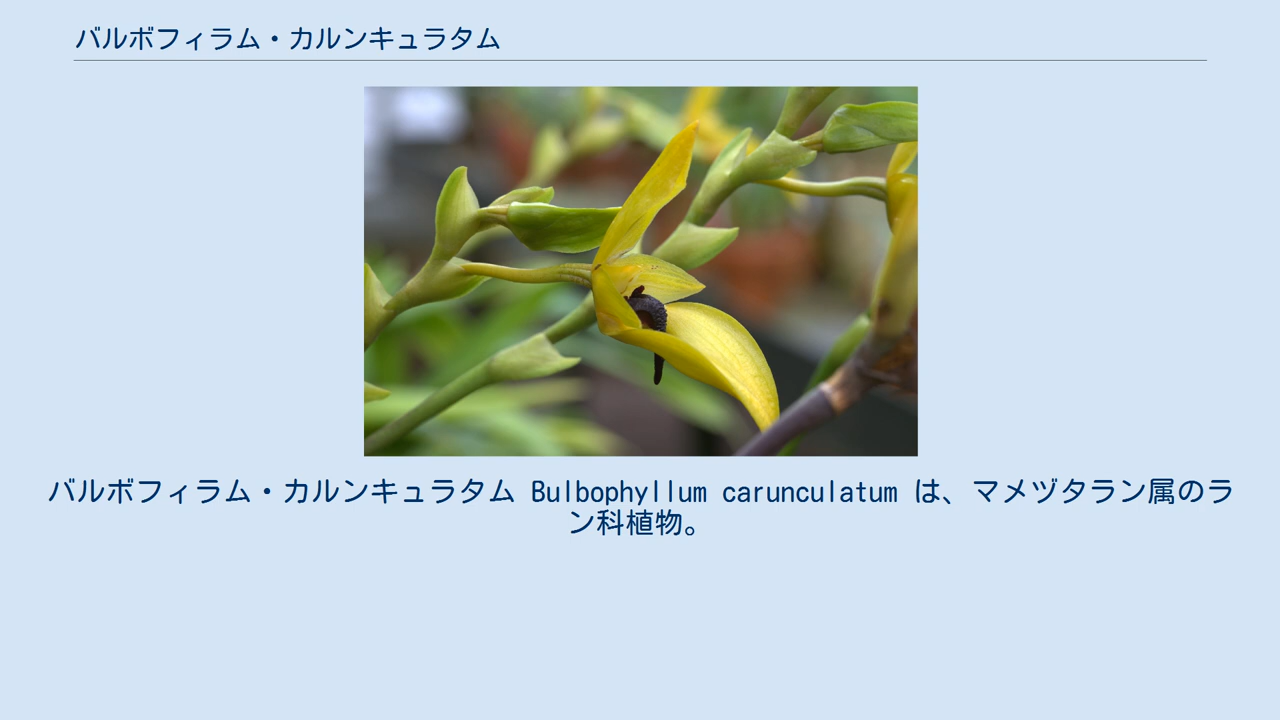 バルボフィラム・カルンキュラタム
バルボフィラム・カルンキュラタム Bulbophyllum carunculatum は、マメヅタラン属のラ
ン科植物。